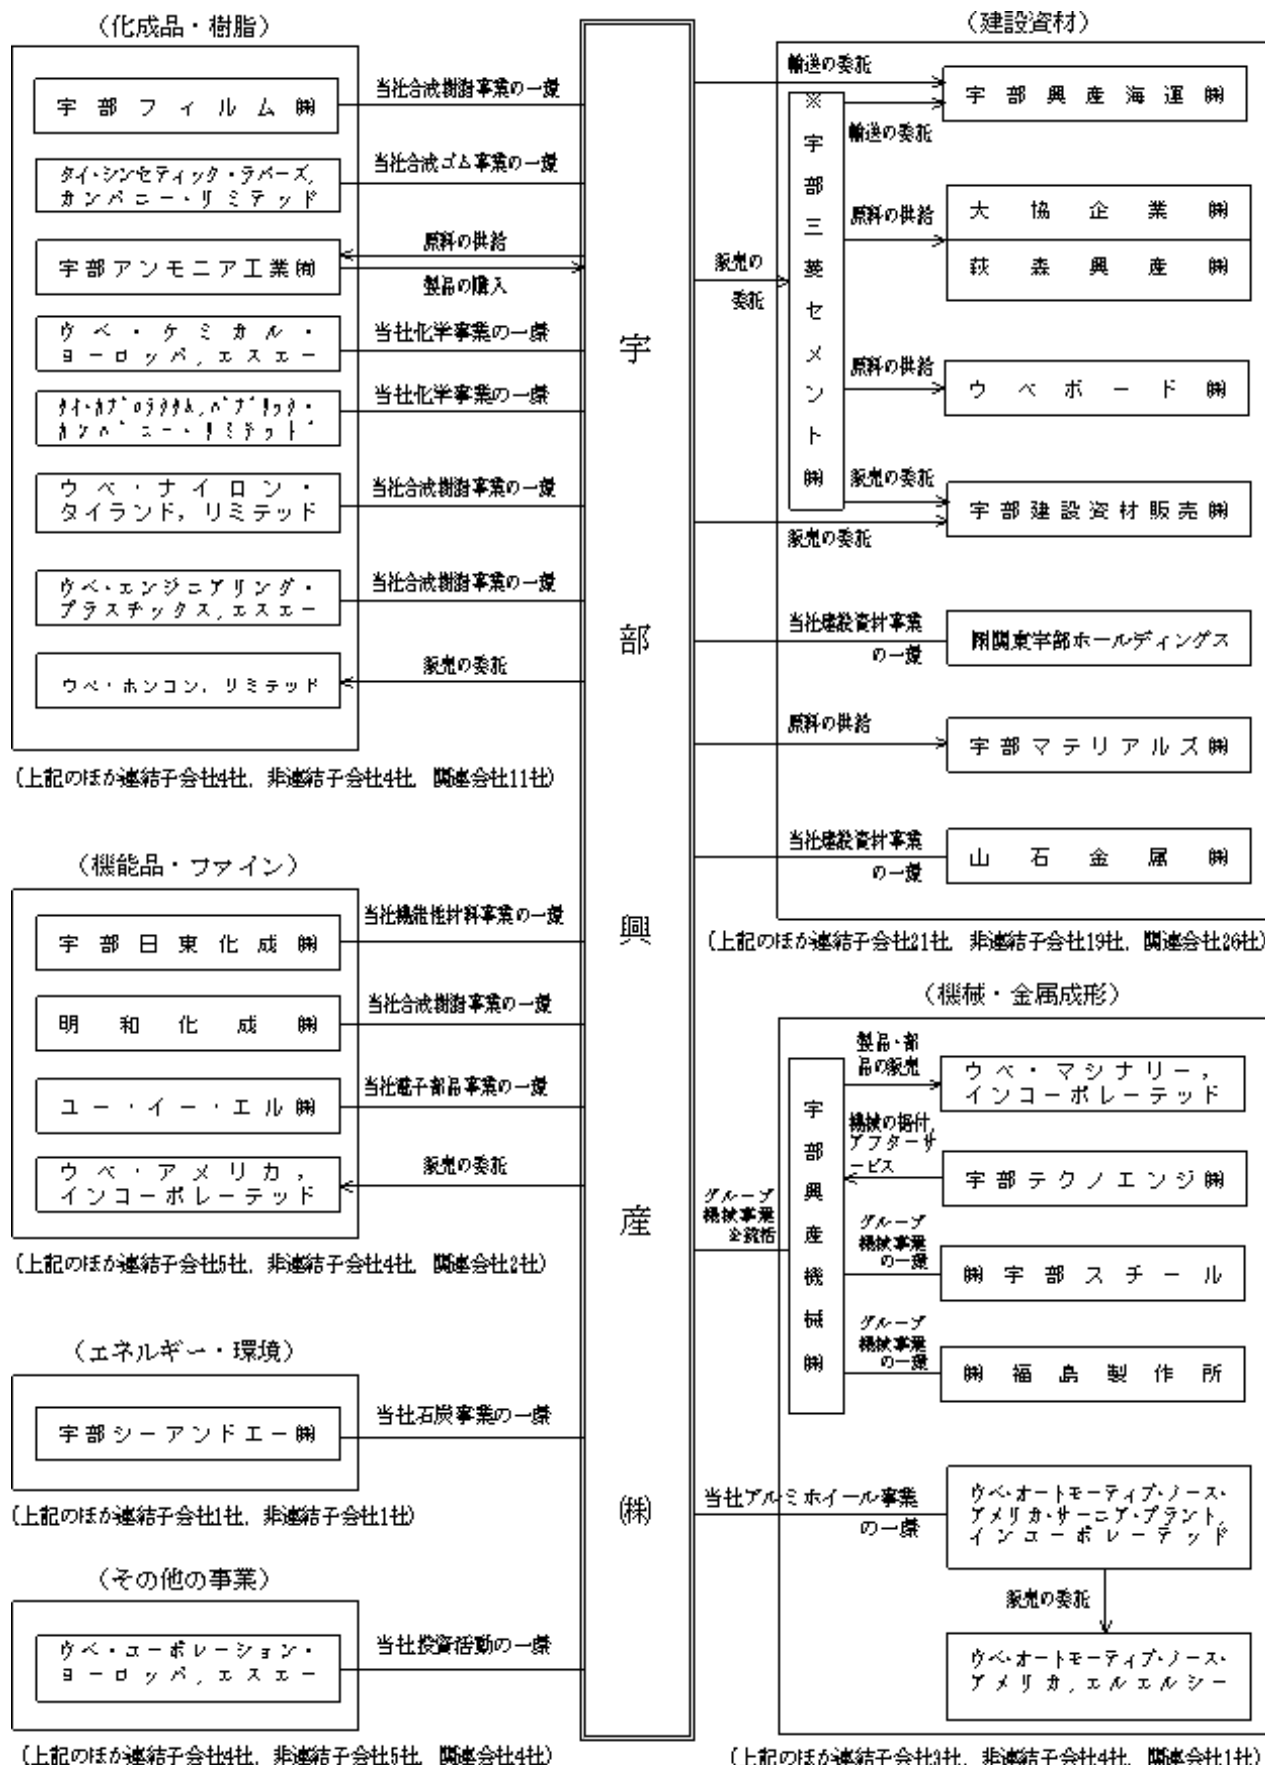 (化成品・樹脂)
宇部フィルム㈱
当社合成樹脂事業の一環
タイ・シンセティック・ラバーズ,
カンパニー・リミテッド
当社合成ゴム事業の一環
宇部アンモニア工業㈲
原料の供給
製品の購入
ウベ・ケミカル・
ヨーロッパ,エスエー
当社化学事業の一環
タイ・カプロラクタム,パブリック・
カンパニー・リミテッド
当社化学事業の一環
ウベ・ナイロン・
タイランド,リミテッド
当社合成樹脂事業の一環
ウベ・エンジニアリング・
プラスチックス,エスエー
当社合成樹脂事業の一環
ウベ・ホンコン,リミテッド
販売の委託
(上記のほか連結子会社4社,非連結子会社4社,関連会社11社)
(機能品・ファイン)
宇部日東化成㈱
当社機能性材料事業の一環
明和化成㈱
当社合成樹脂事業の一環
ユー・イー・エル㈱
当社電子部品事業の一環
ウベ・アメリカ,
インコーポレーテッド
販売の委託
(上記のほか連結子会社5社,非連結子会社4社,関連会社2社)
(エネルギー・環境)
宇部シーアンドエー㈱
当社石炭事業の一環
(上記のほか連結子会社1社,非連結子会社1社)
(その他の事業)
ウベ・コーポレーション・
ヨーロッパ,エスエー
当社投資活動の一環
(上記のほか連結子会社4社,非連結子会社5社,関連会社4社)
宇部興産㈱
(建設資材)
輸送の委託
宇部興産海運㈱
輸送の委託
※宇部三菱セメント㈱
販売の
委託
原料の供給
大協企業㈱
萩森興産㈱
原料の供給
ウベボード㈱
販売の委託
宇部建設資材販売㈱
販売の委託
当社建設資材事業
の一環
㈱関東宇部ホールディングス
原料の供給
宇部マテリアルズ㈱
当社建設資材事業
の一環
山石金属㈱
(上記のほか連結子会社21社,非連結子会社19社,関連会社26社)
(機械・金属成形)
グループ
機械事業
を統括
宇部興産機械㈱
製品・部
品の販売
ウベ・マシナリー,
インコーポレーテッド
機械の据付,
アフターサ
ービス
宇部テクノエンジ㈱
グループ
機械事業
の一環
㈱宇部スチール
グループ
機械事業
の一環
㈱福島製作所
当社アルミホイール事業
の一環
ウベ・オートモーティブ・ノース・
アメリカ・サーニア・プラント,
インコーポレーテッド
販売の委託
ウベ・オートモーティブ・ノース・
アメリカ,エルエルシー
(上記のほか連結子会社3社,非連結子会社4社,関連会社1社)